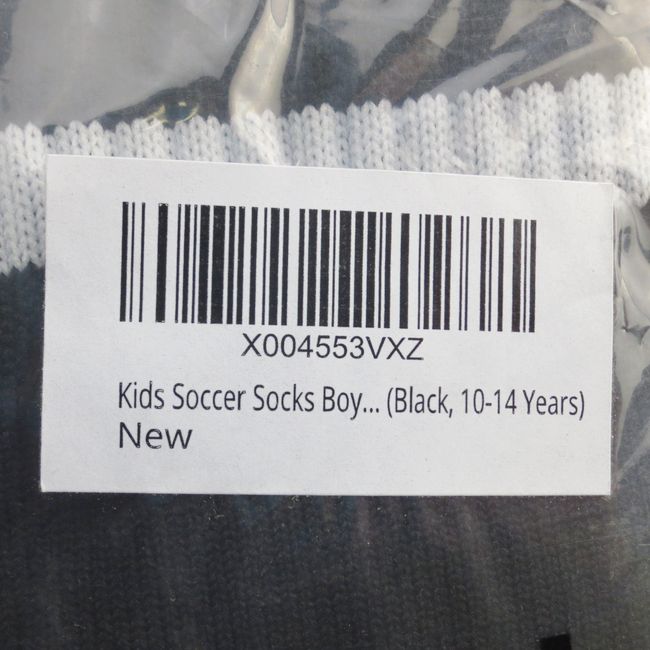 X004553VXZ
Kids Soccer Socks Boy... (Black, 10-14 Years)
New